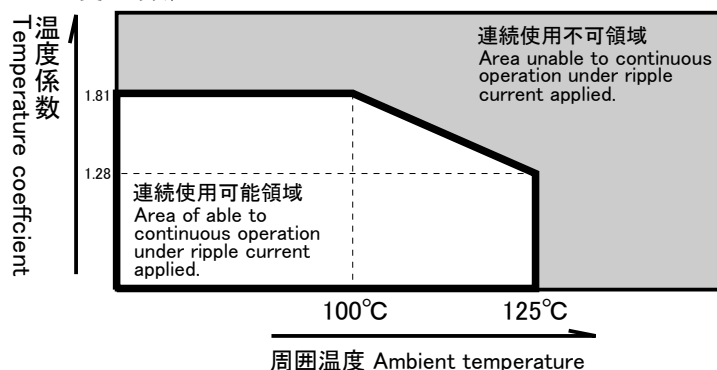 温度係数
Temperature coeffcient
連続使用不可領域
Area unable to continuous
operation under ripple
current applied.
1.81
1.28
連続使用可能領域
Area of able to
continuous operation
under ripple current
applied.
100℃
125℃
周囲温度 Ambient temperature